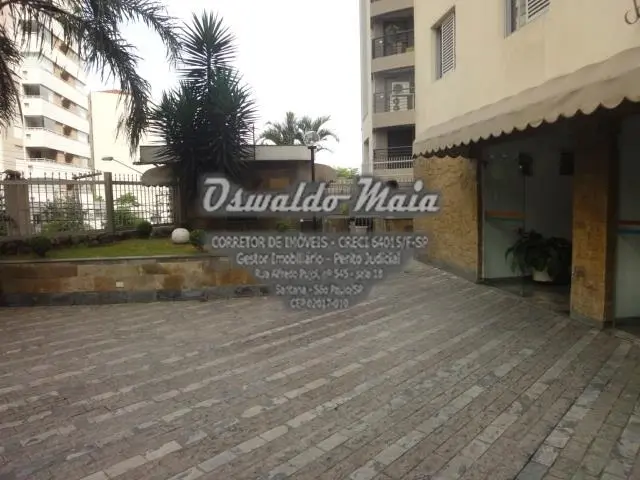 Oswaldo Maia
CORRETOR DE IMÓVEIS - CRECI 64015/F-SP
Gestor Imobiliário - Perito Judicial
Rua Alfredo Pujol, nº 545 - sala 18
Santana - São Paulo/SP
CEP 02017-010